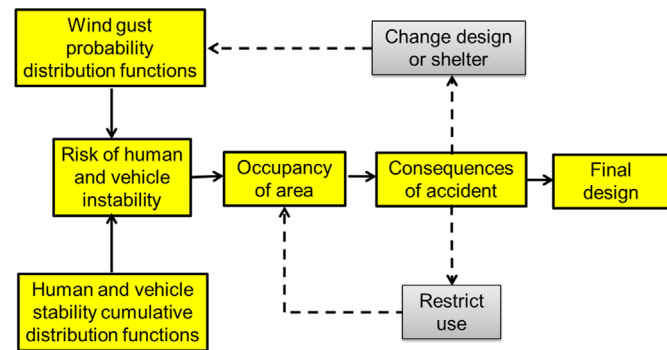 Wind gust
probability
distribution functions
Change design
or shelter
Risk of human
and vehicle
instability
Occupancy
of area
Consequences
of accident
Final
design
Human and vehicle
stability cumulative
distribution functions
Restrict
use